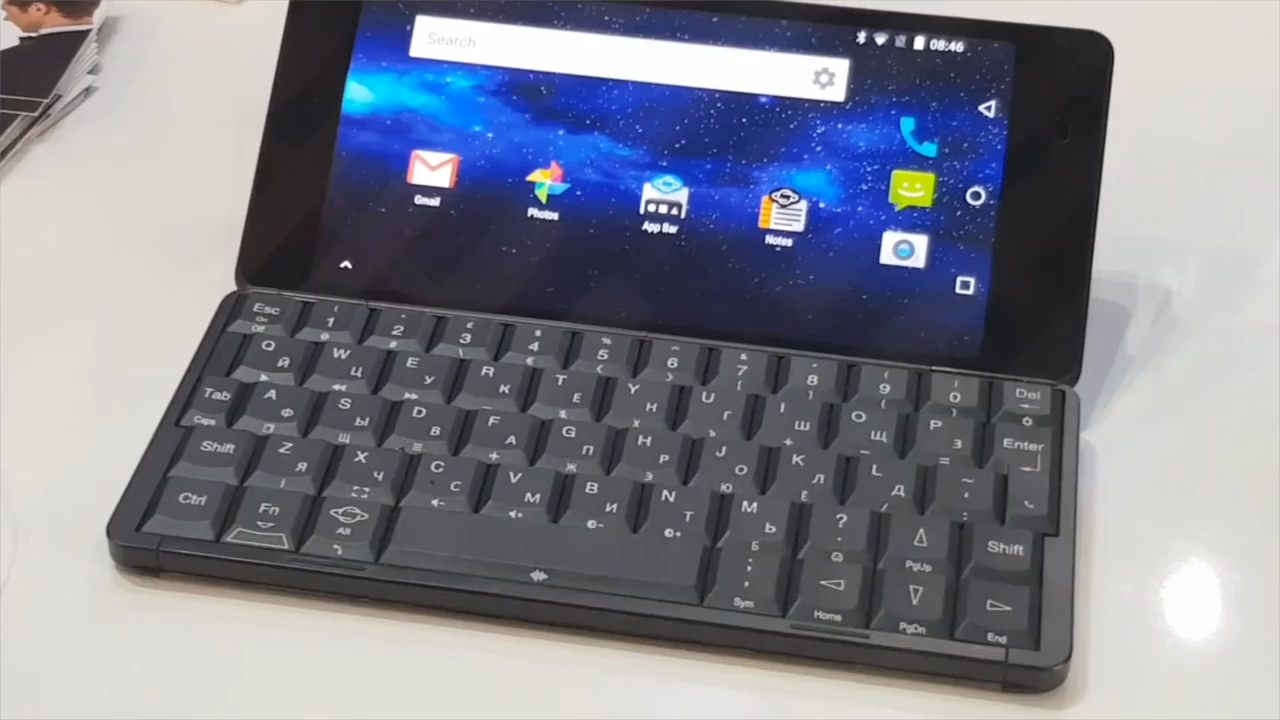 Search
08:46
Gmail
Photos
App Bar
Notes
Esc 1 2 3 4 5 6 7 8 9 0 Del
On
Off
! " £ $ % ^ & * ( )
@ # \ € < > [ ] { }
Q Й W Ц E У R К T Е Y Н U Г I Ш O Щ P З Enter
Tab A Ф S Ы D В F А G П H Р J О K Л L Д
Caps
Shift Z Я X Ч C С V М B И N Т M Ь ? Shift
Ctrl Fn Alt
Б
Sym Home PgUp PgDn End